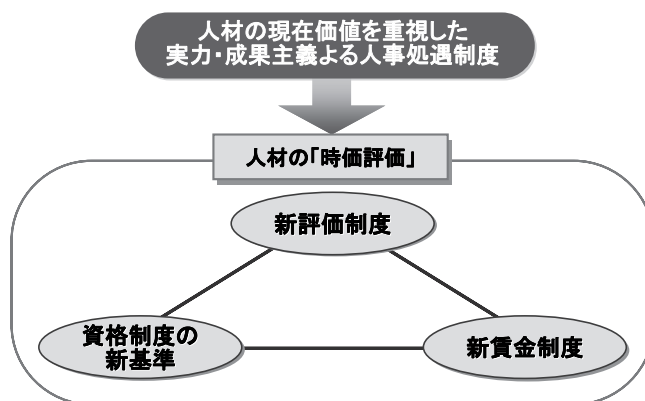 人材の現在価値を重視した
実力・成果主義よる人事処遇制度
人材の「時価評価」
新評価制度
資格制度の
新基準
新賃金制度